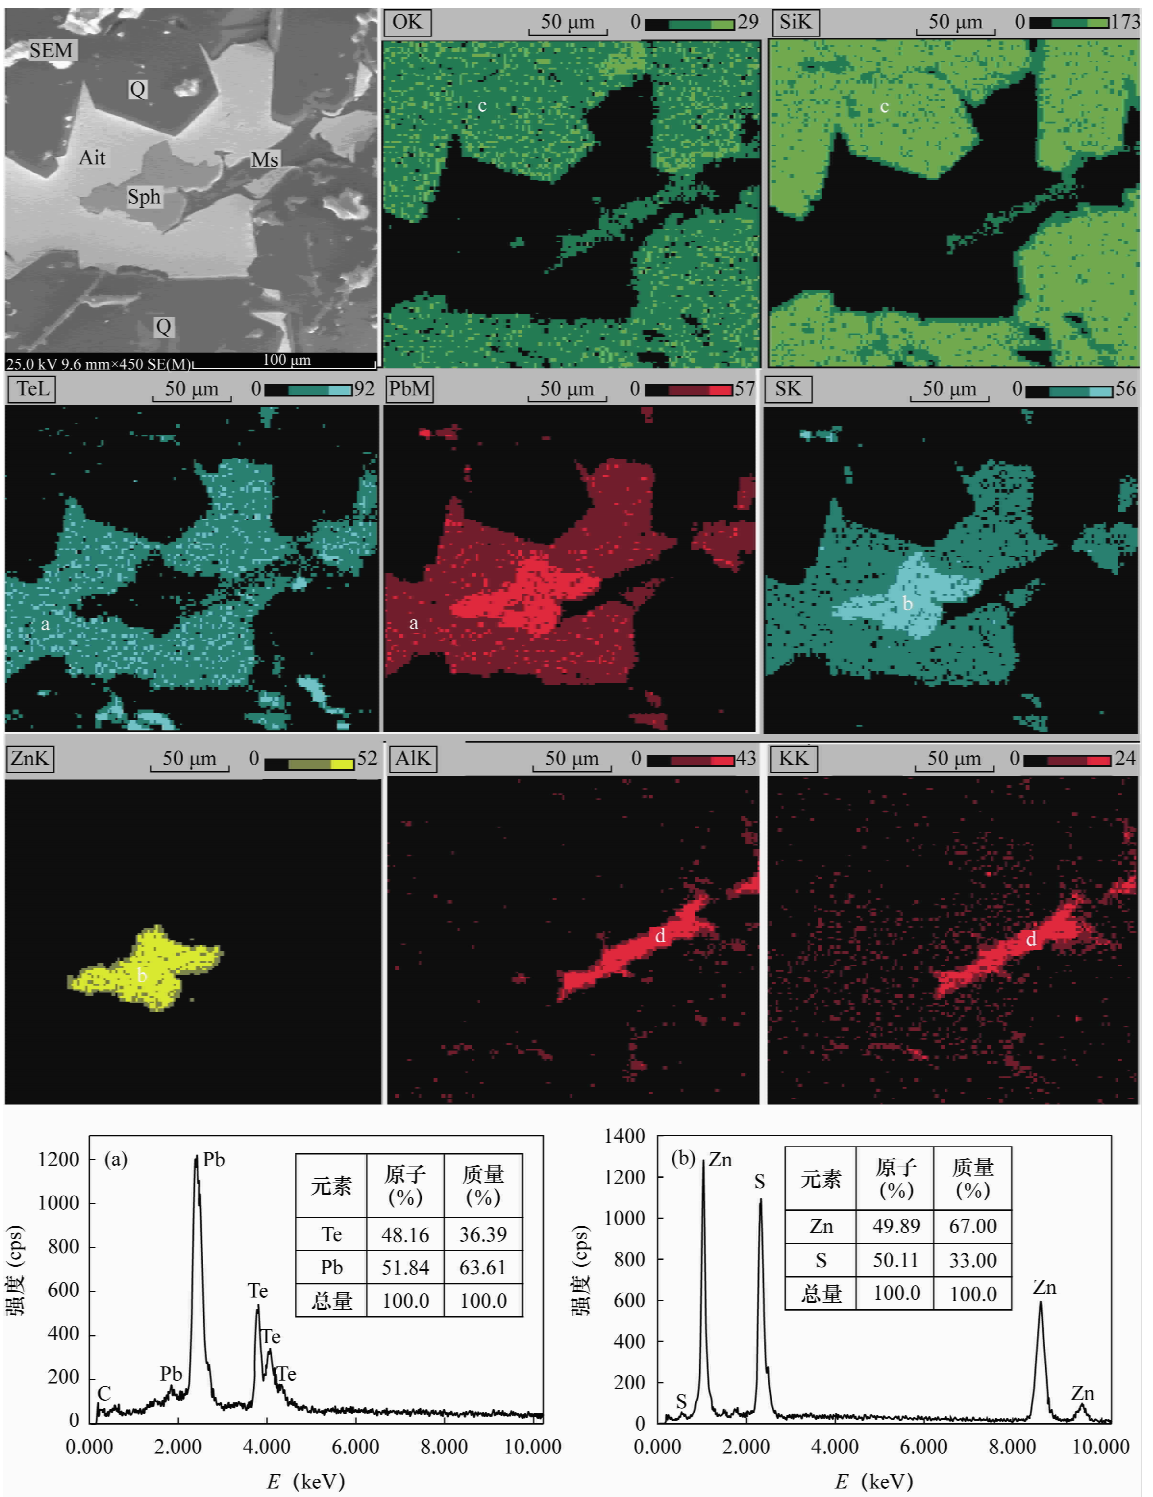 SEM
Q
Ait
Ms
Sph
Q
25.0 kV 9.6 mm×450 SE(M)
100 μm
OK 50 μm 0 29
c
SiK 50 μm 0 173
c
TeL 50 μm 0 92
a
PbM 50 μm 0 57
a
SK 50 μm 0 56
b
ZnK 50 μm 0 52
b
AlK 50 μm 0 43
d
KK 50 μm 0 24
d
(a)
强度 (cps)
1200
1000
800
600
400
200
0
Pb
Te
Te
Te
Pb
C
元素 原子(%) 质量(%)
Te 48.16 36.39
Pb 51.84 63.61
总量 100.0 100.0
0.000 2.000 4.000 6.000 8.000 10.000
E (keV)
(b)
强度 (cps)
1400
1200
1000
800
600
400
200
0
Zn
S
Zn
Zn
S
元素 原子(%) 质量(%)
Zn 49.89 67.00
S 50.11 33.00
总量 100.0 100.0
0.000 2.000 4.000 6.000 8.000 10.000
E (keV)